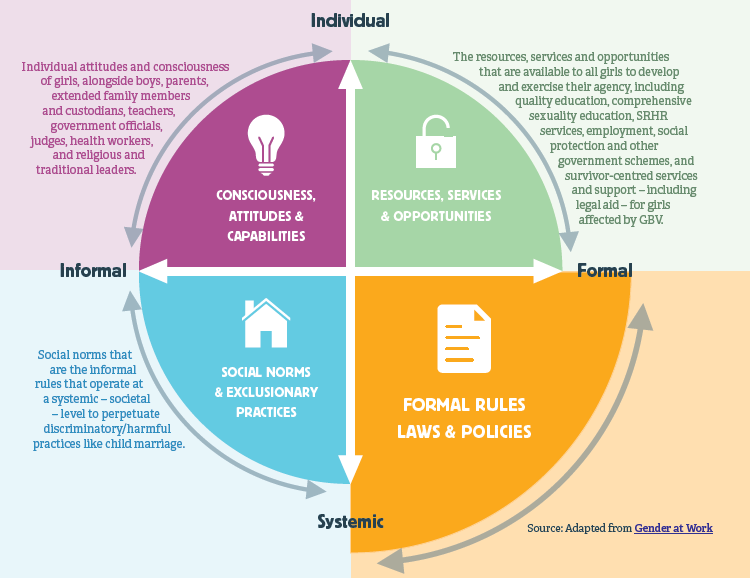 Individual
Individual attitudes and consciousness
of girls, alongside boys, parents,
extended family members
and custodians, teachers,
government officials,
judges, health workers,
and religious and
traditional leaders.
The resources, services and opportunities
that are available to all girls to develop
and exercise their agency, including
quality education, comprehensive
sexuality education, SRHR
services, employment, social
protection and other
government schemes, and
survivor-centred services
and support – including
legal aid – for girls
affected by GBV.
CONSCIOUSNESS,
ATTITUDES &
CAPABILITIES
RESOURCES, SERVICES
& OPPORTUNITIES
Informal
Formal
Social norms that
are the informal
rules that operate at
a systemic – societal
– level to perpetuate
discriminatory/harmful
practices like child marriage.
SOCIAL NORMS
& EXCLUSIONARY
PRACTICES
FORMAL RULES
LAWS & POLICIES
Systemic
Source: Adapted from Gender at Work